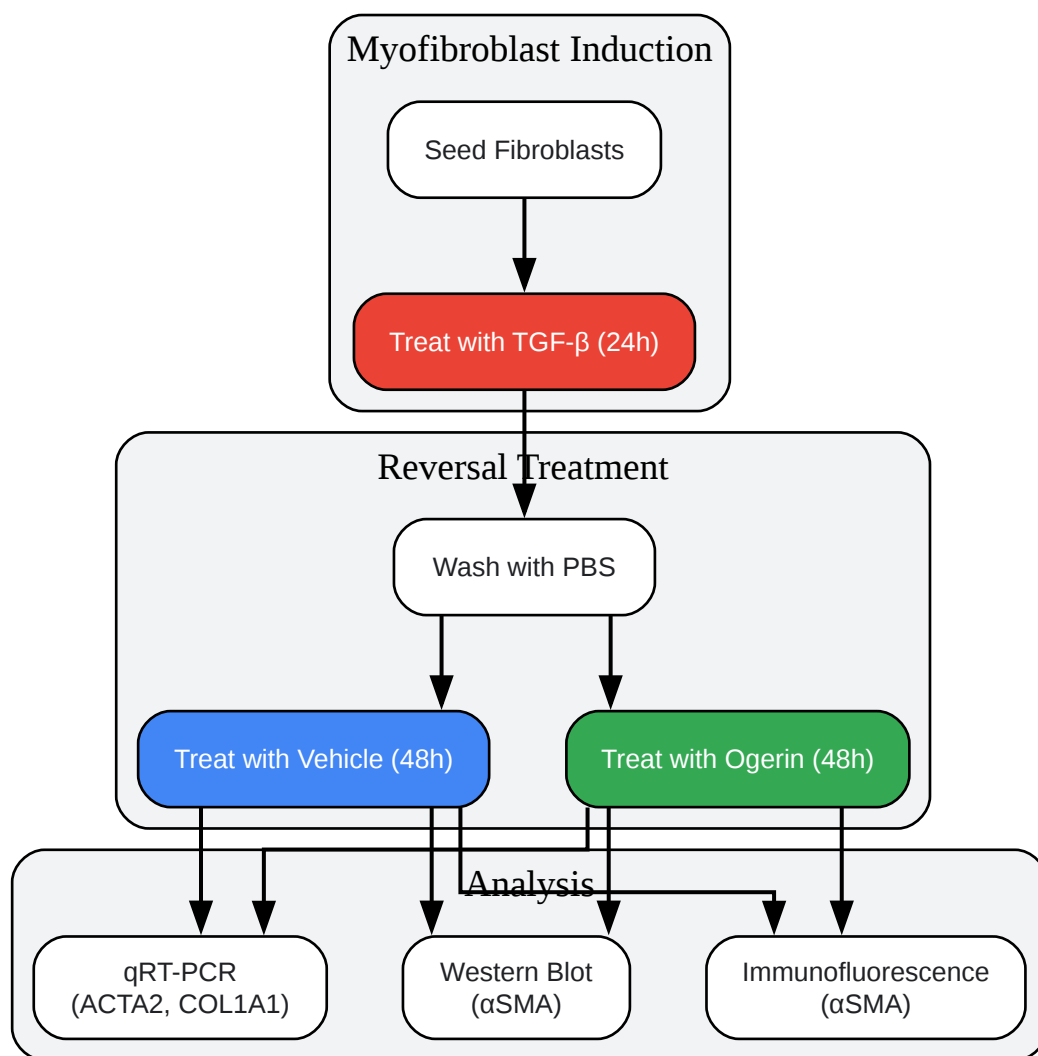 Myofibroblast Induction
Seed Fibroblasts
Treat with TGF-β (24h)
Reversal Treatment
Wash with PBS
Treat with Vehicle (48h)
Treat with Ogerin (48h)
Analysis
qRT-PCR
(ACTA2, COL1A1)
Western Blot
(αSMA)
Immunofluorescence
(αSMA)